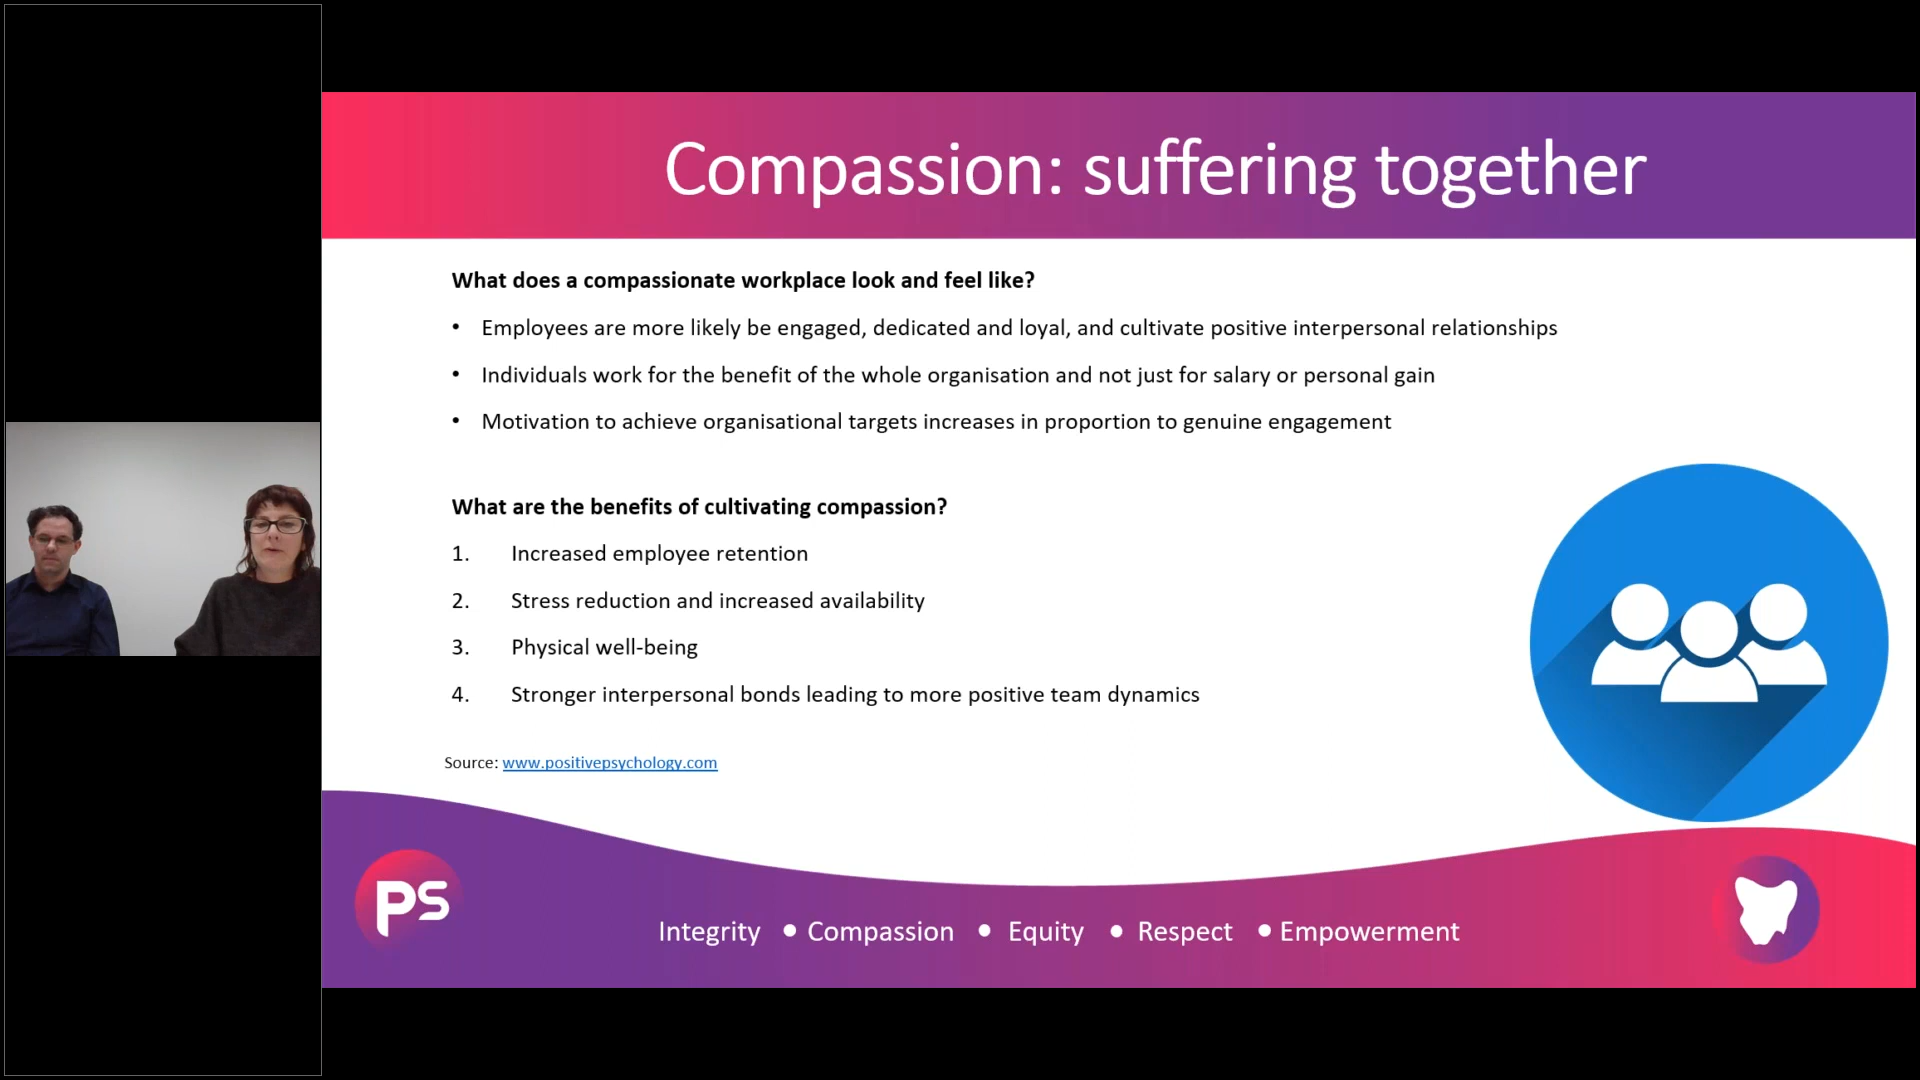 Compassion: suffering together
What does a compassionate workplace look and feel like?
• Employees are more likely be engaged, dedicated and loyal, and cultivate positive interpersonal relationships
• Individuals work for the benefit of the whole organisation and not just for salary or personal gain
• Motivation to achieve organisational targets increases in proportion to genuine engagement
What are the benefits of cultivating compassion?
1. Increased employee retention
2. Stress reduction and increased availability
3. Physical well-being
4. Stronger interpersonal bonds leading to more positive team dynamics
Source: www.positivepsychology.com
PS
Integrity • Compassion • Equity • Respect • Empowerment